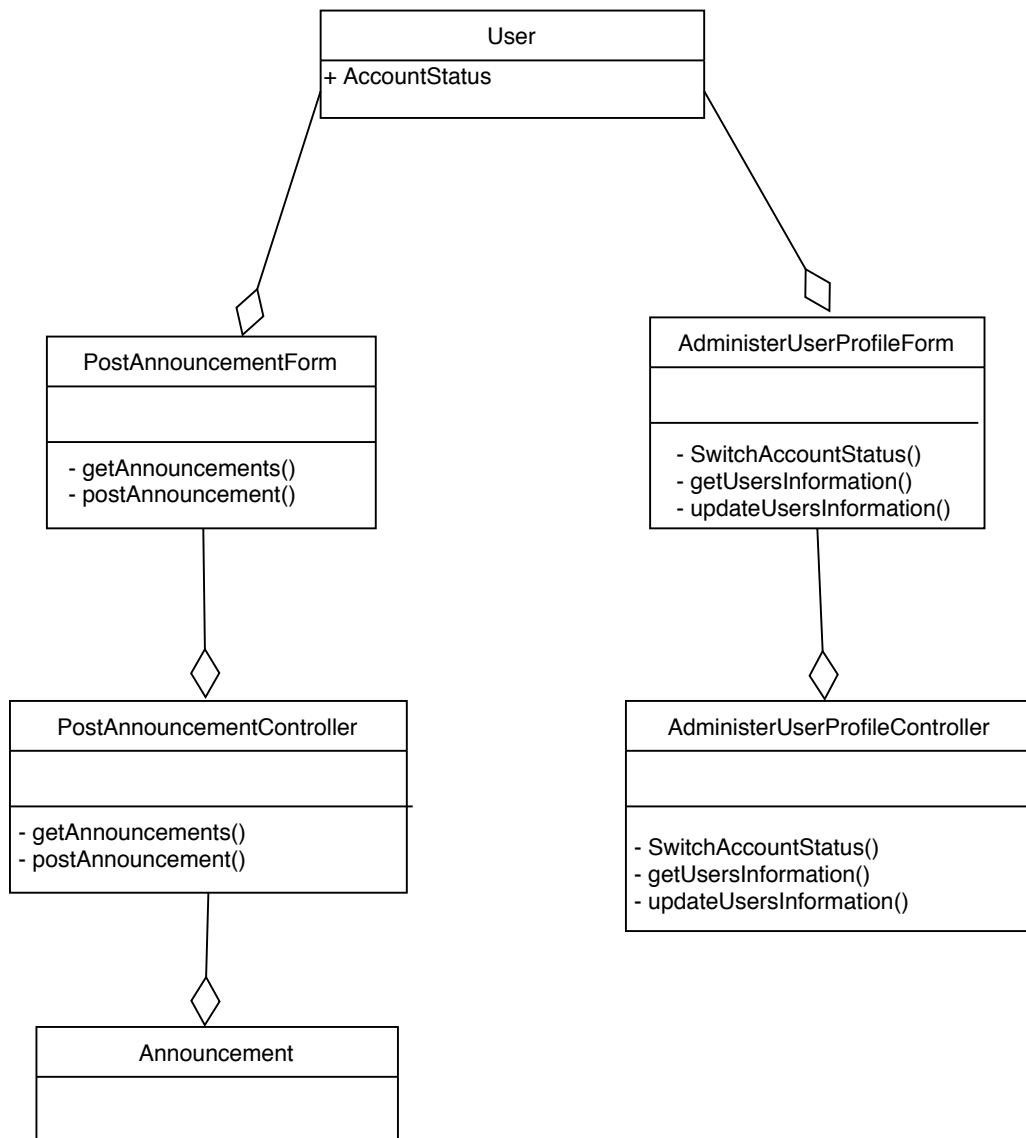 User
+ AccountStatus
PostAnnouncementForm
- getAnnouncements()
- postAnnouncement()
AdministerUserProfileForm
- SwitchAccountStatus()
- getUsersInformation()
- updateUsersInformation()
PostAnnouncementController
- getAnnouncements()
- postAnnouncement()
AdministerUserProfileController
- SwitchAccountStatus()
- getUsersInformation()
- updateUsersInformation()
Announcement